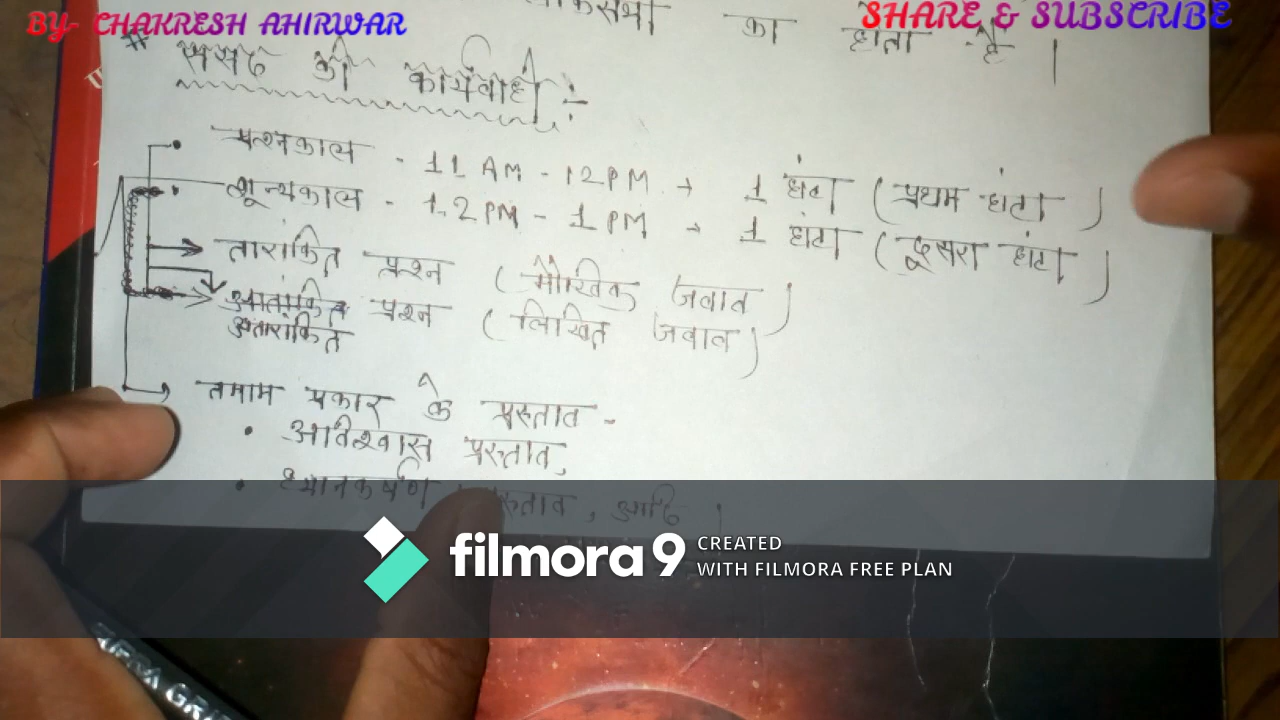 BY- CHAKRESH AHIRWAR
SHARE & SUBSCRIBE
का होता है |
# संसद की कार्यवाही :-
• प्रश्नकाल - 11 AM - 12 PM → 1 घंटा (प्रथम घंटा)
• शून्यकाल - 12 PM - 1 PM → 1 घंटा (दूसरा घंटा)
तारांकित प्रश्न (मौखिक जवाब)
प्रश्न (लिखित जवाब)
अतारांकित
तमाम प्रकार के प्रस्ताव -
• अविश्वास प्रस्ताव,
• ध्यानकर्षण प्रस्ताव, आदि |
filmora 9 CREATED
WITH FILMORA FREE PLAN